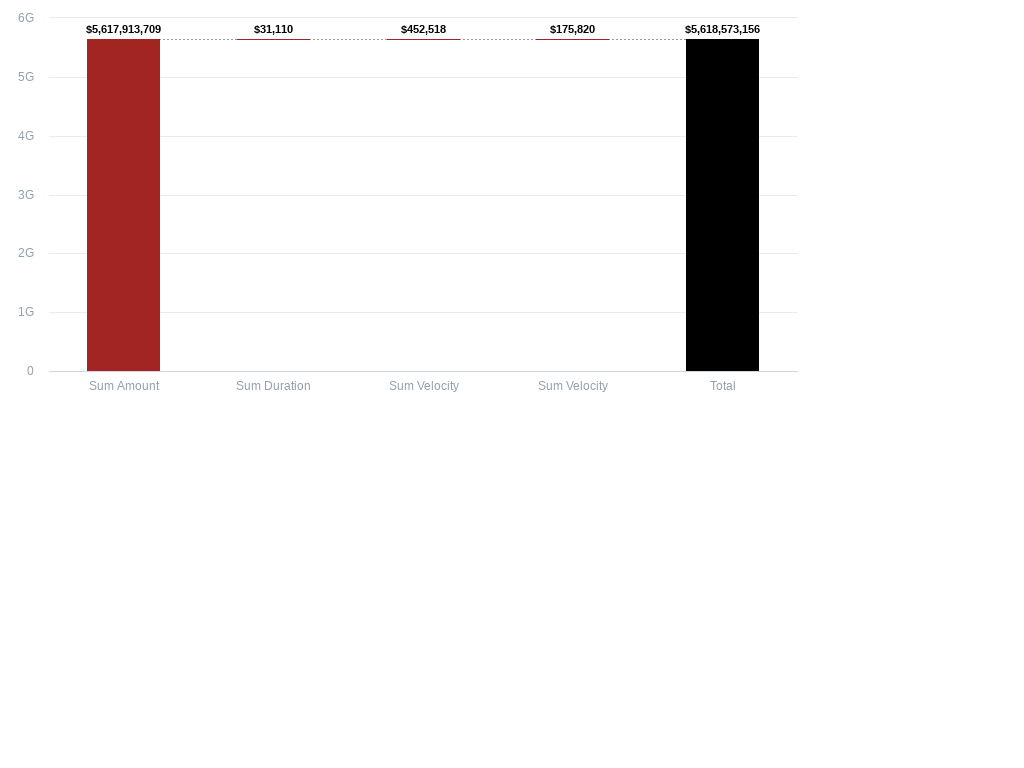 6G
$5,617,913,709 $31,110 $452,518 $175,820 $5,618,573,156
5G
4G
3G
2G
1G
0
Sum Amount Sum Duration Sum Velocity Sum Velocity Total